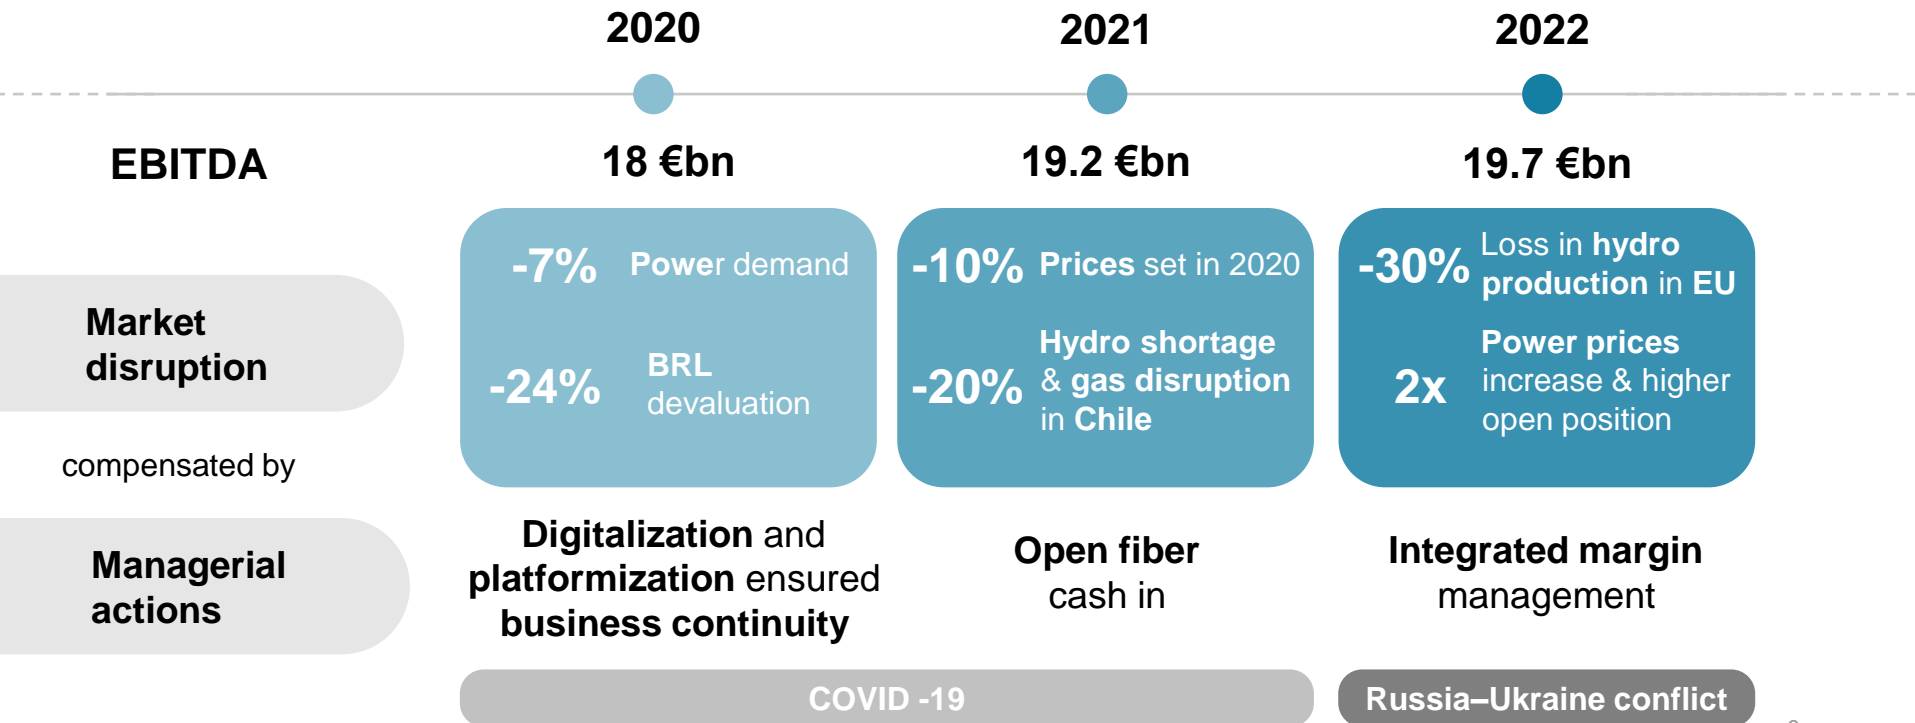 2020
2021
2022
EBITDA
18 €bn
19.2 €bn
19.7 €bn
Market
disruption
-7%
Power demand
-24%
BRL
devaluation
-10%
Prices set in 2020
-20%
Hydro shortage
& gas disruption
in Chile
-30%
Loss in hydro
production in EU
2x
Power prices
increase & higher
open position
compensated by
Managerial
actions
Digitalization and
platformization ensured
business continuity
Open fiber
cash in
Integrated margin
management
COVID -19
Russia–Ukraine conflict